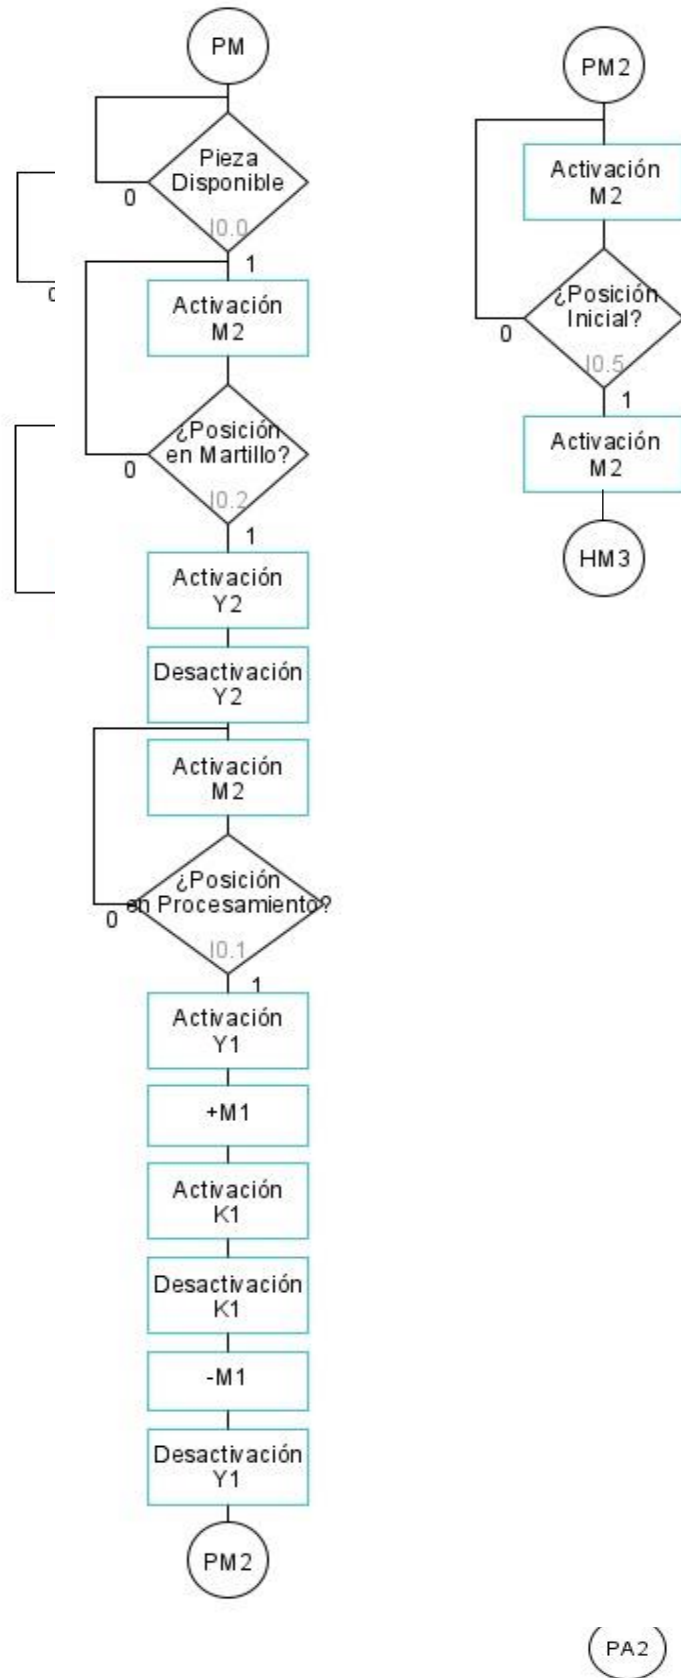 PM
Pieza
Disponible
0
I0.0
1
Activación
M2
¿Posición
en Martillo?
0
I0.2
1
Activación
Y2
Desactivación
Y2
Activación
M2
¿Posición
en Procesamiento?
0
I0.1
1
Activación
Y1
+M1
Activación
K1
Desactivación
K1
-M1
Desactivación
Y1
PM2
PM2
Activación
M2
¿Posición
Inicial?
0
I0.5
1
Activación
M2
HM3
PA2